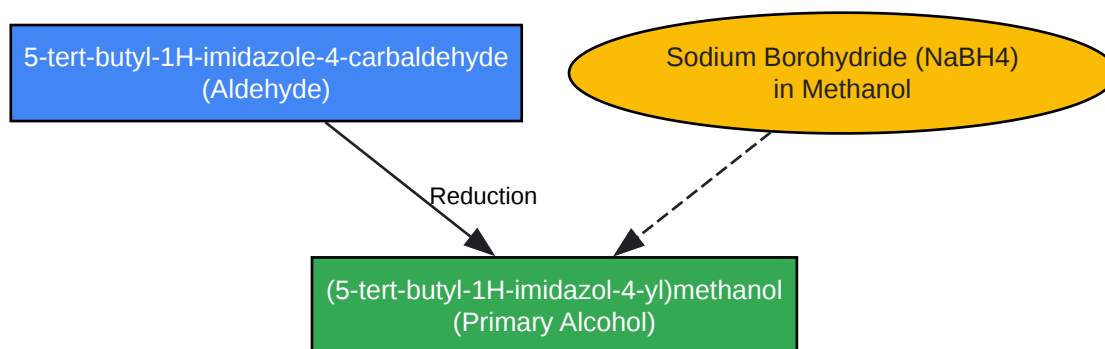 5-tert-butyl-1H-imidazole-4-carbaldehyde
(Aldehyde)
Sodium Borohydride (NaBH4)
in Methanol
Reduction
(5-tert-butyl-1H-imidazol-4-yl)methanol
(Primary Alcohol)